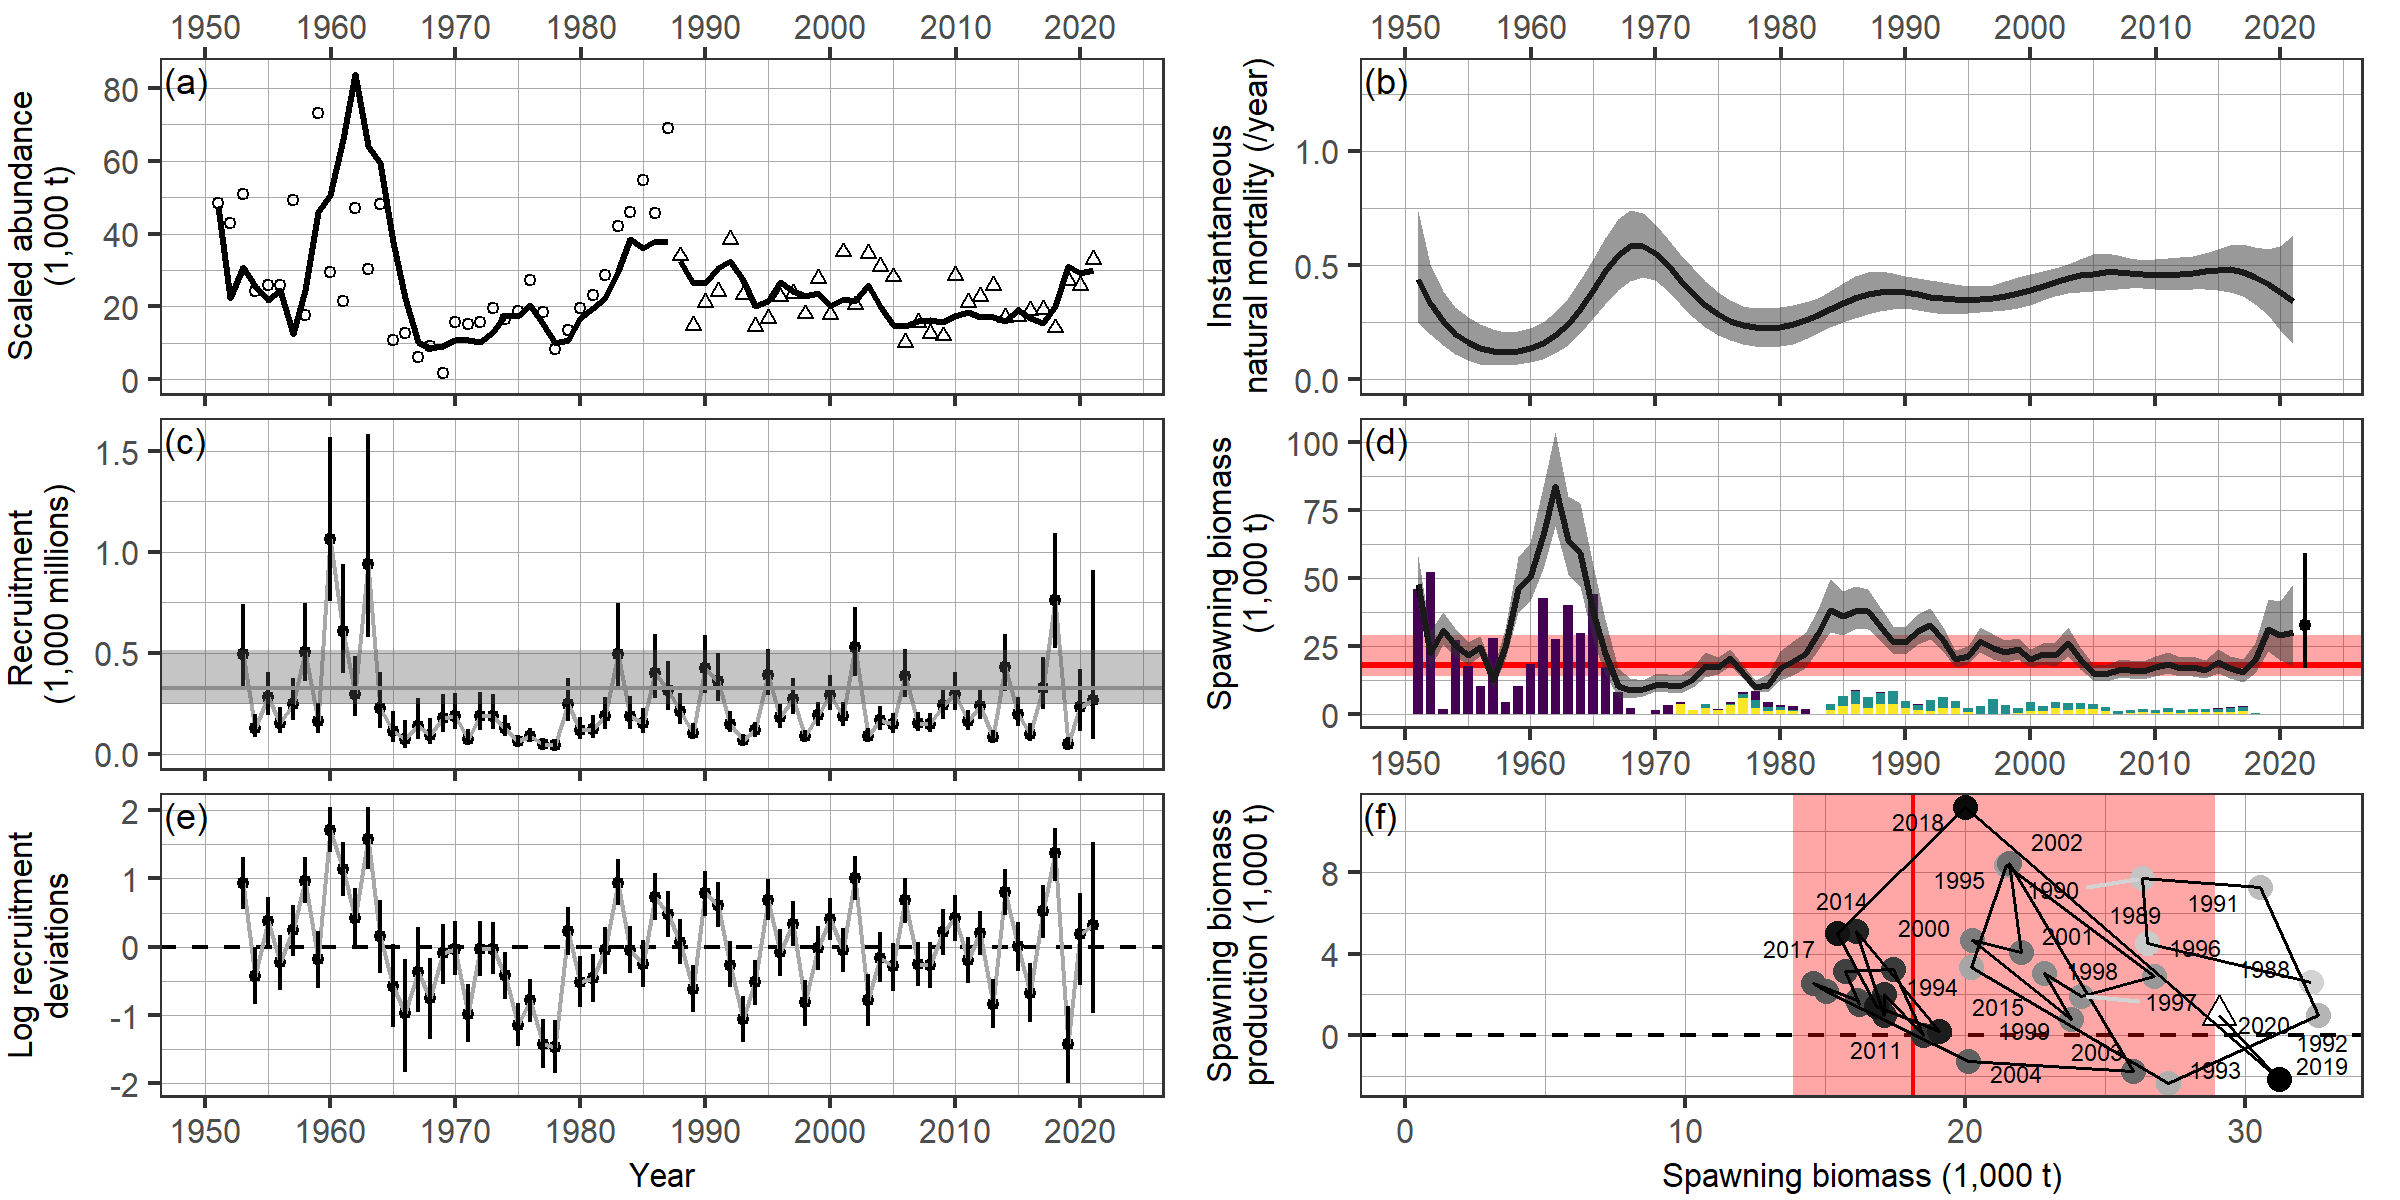 1950 1960 1970 1980 1990 2000 2010 2020
(a)
80
60
40
20
0
Scaled abundance
(1,000 t)
1950 1960 1970 1980 1990 2000 2010 2020
(b)
1.0
0.5
0.0
Instantaneous
natural mortality (/year)
(c)
1.5
1.0
0.5
0.0
Recruitment
(1,000 millions)
(d)
100
75
50
25
0
Spawning biomass
(1,000 t)
1950 1960 1970 1980 1990 2000 2010 2020
(e)
2
1
0
-1
-2
Log recruitment
deviations
1950 1960 1970 1980 1990 2000 2010 2020
Year
(f)
8
4
0
Spawning biomass
production (1,000 t)
2018
2002
1995
1990
2014
1991
1989
2000
2001
2017
1996
1998
1988
1994
1997
2015
2020
1999
1992
2011
2003
2019
1993
2004
0 10 20 30
Spawning biomass (1,000 t)